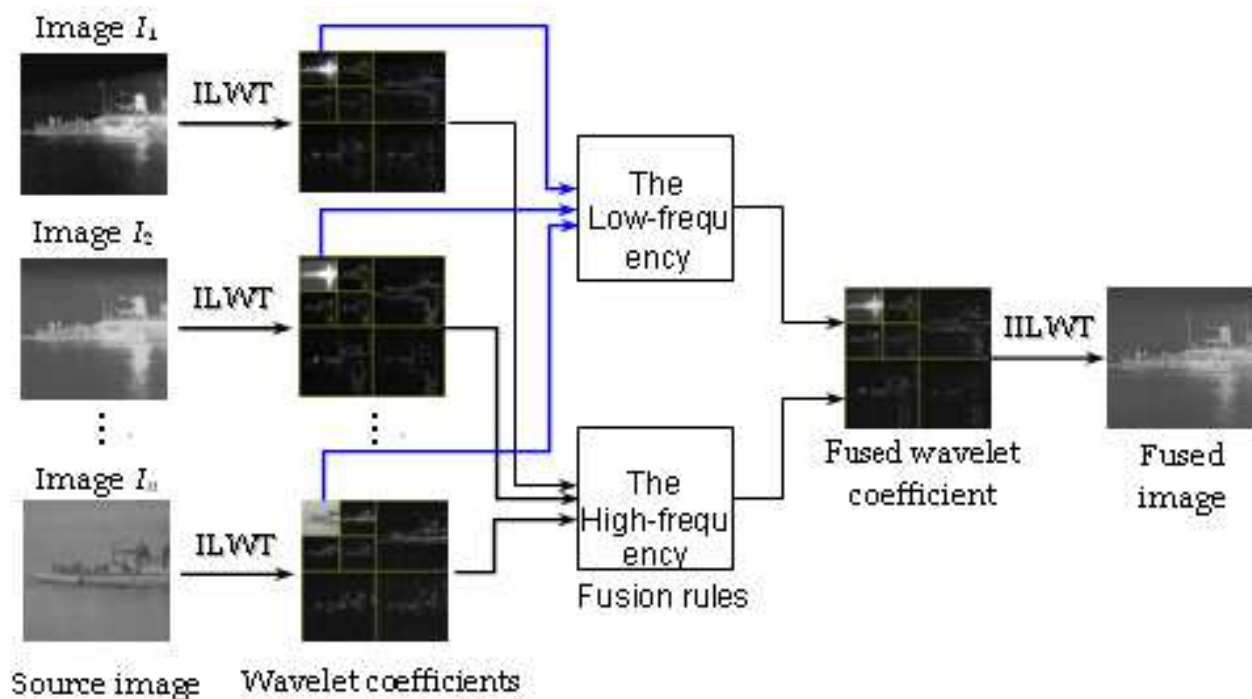 Image I₁
ILWT
The
Low-frequ
ency
Image I₂
ILWT
IILWT
Image Iₙ
ILWT
The
High-frequ
ency
Fusion rules
Fused wavelet
coefficient
Fused
image
Source image
Wavelet coefficients